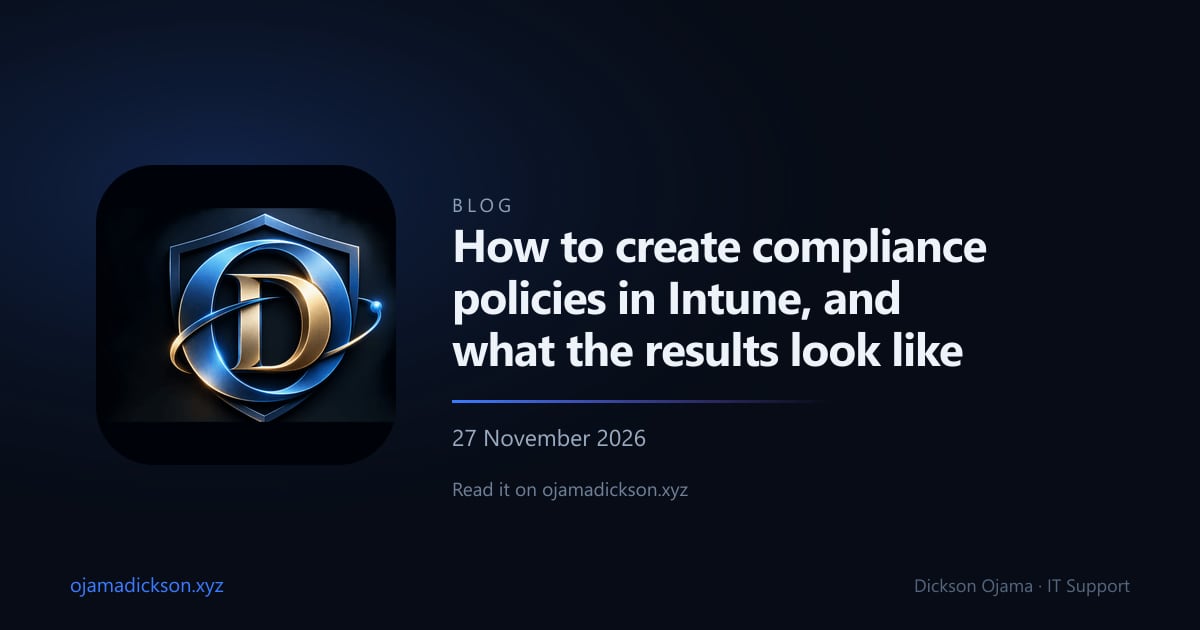 BLOG
How to create compliance
policies in Intune, and
what the results look like
27 November 2026
Read it on ojamadickson.xyz
ojamadickson.xyz
Dickson Ojama · IT Support